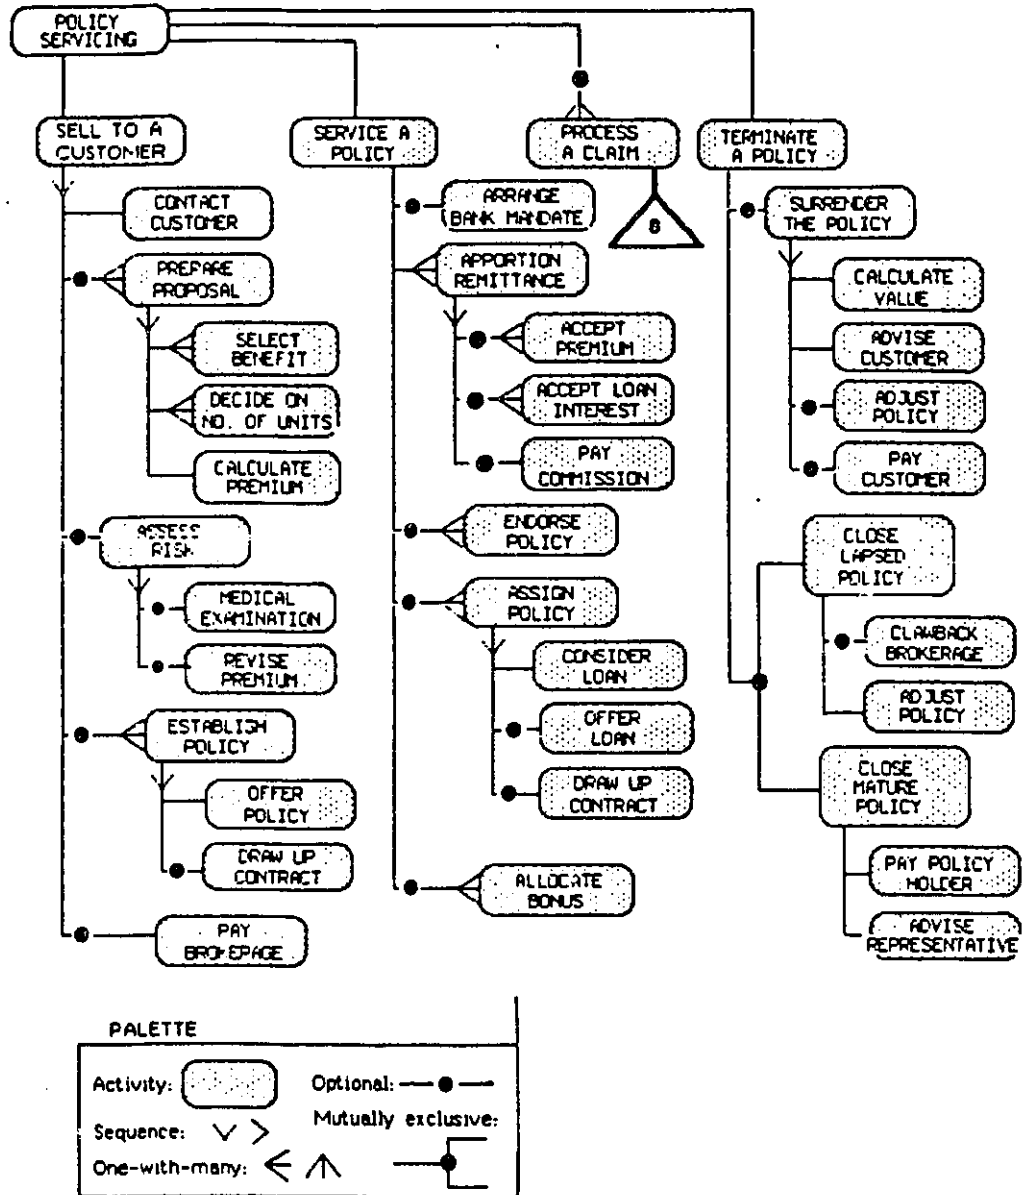 POLICY
SERVICING
SELL TO A
CUSTOMER
SERVICE A
POLICY
PROCESS
A CLAIM
TERMINATE
A POLICY
8
CONTACT
CUSTOMER
PREPARE
PROPOSAL
SELECT
BENEFIT
DECIDE ON
NO. OF UNITS
CALCULATE
PREMIUM
ASSESS
RISK
MEDICAL
EXAMINATION
REVISE
PREMIUM
ESTABLISH
POLICY
OFFER
POLICY
DRAW UP
CONTRACT
PAY
BROKERAGE
ARRANGE
BANK MANDATE
APPORTION
REMITTANCE
ACCEPT
PREMIUM
ACCEPT LOAN
INTEREST
PAY
COMMISSION
ENDORSE
POLICY
ASSIGN
POLICY
CONSIDER
LOAN
OFFER
LOAN
DRAW UP
CONTRACT
ALLOCATE
BONUS
SURRENDER
THE POLICY
CALCULATE
VALUE
ADVISE
CUSTOMER
ADJUST
POLICY
PAY
CUSTOMER
CLOSE
LAPSED
POLICY
CLAWBACK
BROKERAGE
ADJUST
POLICY
CLOSE
MATURE
POLICY
PAY POLICY
HOLDER
ADVISE
REPRESENTATIVE
PALETTE
Activity:
Optional:
Sequence:
Mutually exclusive:
One-with-many: